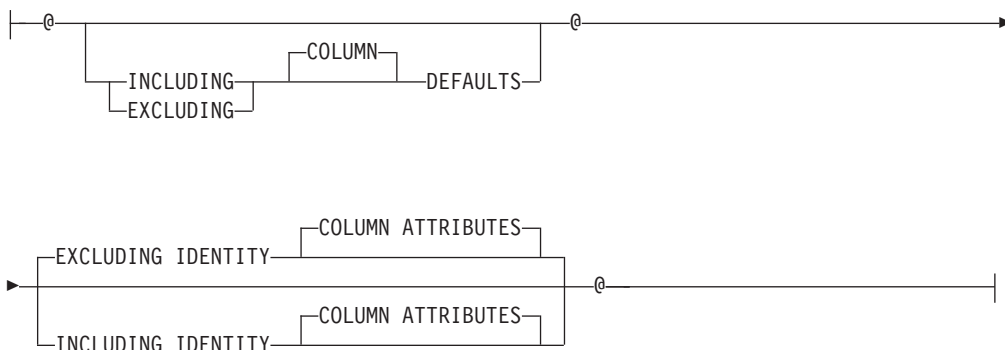 @ @
COLUMN
INCLUDING DEFAULTS
EXCLUDING
COLUMN ATTRIBUTES
EXCLUDING IDENTITY
@
COLUMN ATTRIBUTES
INCLUDING IDENTITY